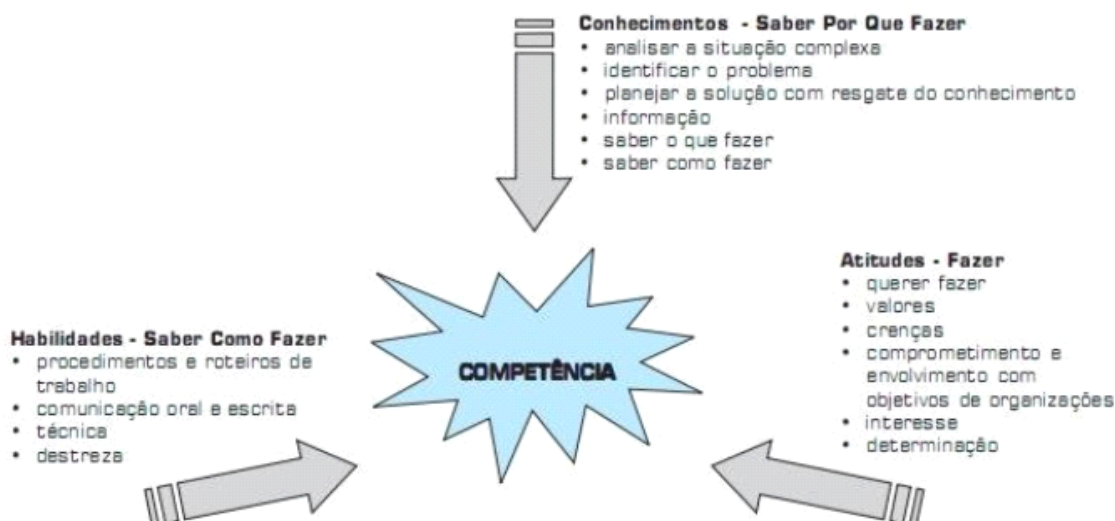 Conhecimentos - Saber Por Que Fazer
• analisar a situação complexa
• identificar o problema
• planejar a solução com resgate do conhecimento
• informação
• saber o que fazer
• saber como fazer
Atitudes - Fazer
• querer fazer
• valores
• crenças
• comprometimento e
envolvimento com
objetivos de organizações
• interesse
• determinação
Habilidades - Saber Como Fazer
• procedimentos e roteiros de
trabalho
• comunicação oral e escrita
• técnica
• destreza
COMPETÊNCIA